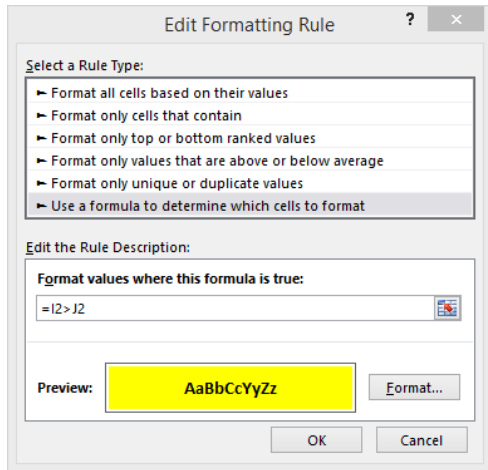 Edit Formatting Rule
?
×
Select a Rule Type:
► Format all cells based on their values
► Format only cells that contain
► Format only top or bottom ranked values
► Format only values that are above or below average
► Format only unique or duplicate values
► Use a formula to determine which cells to format
Edit the Rule Description:
Format values where this formula is true:
=I2>J2
Preview: AaBbCcYyZz Format...
OK Cancel